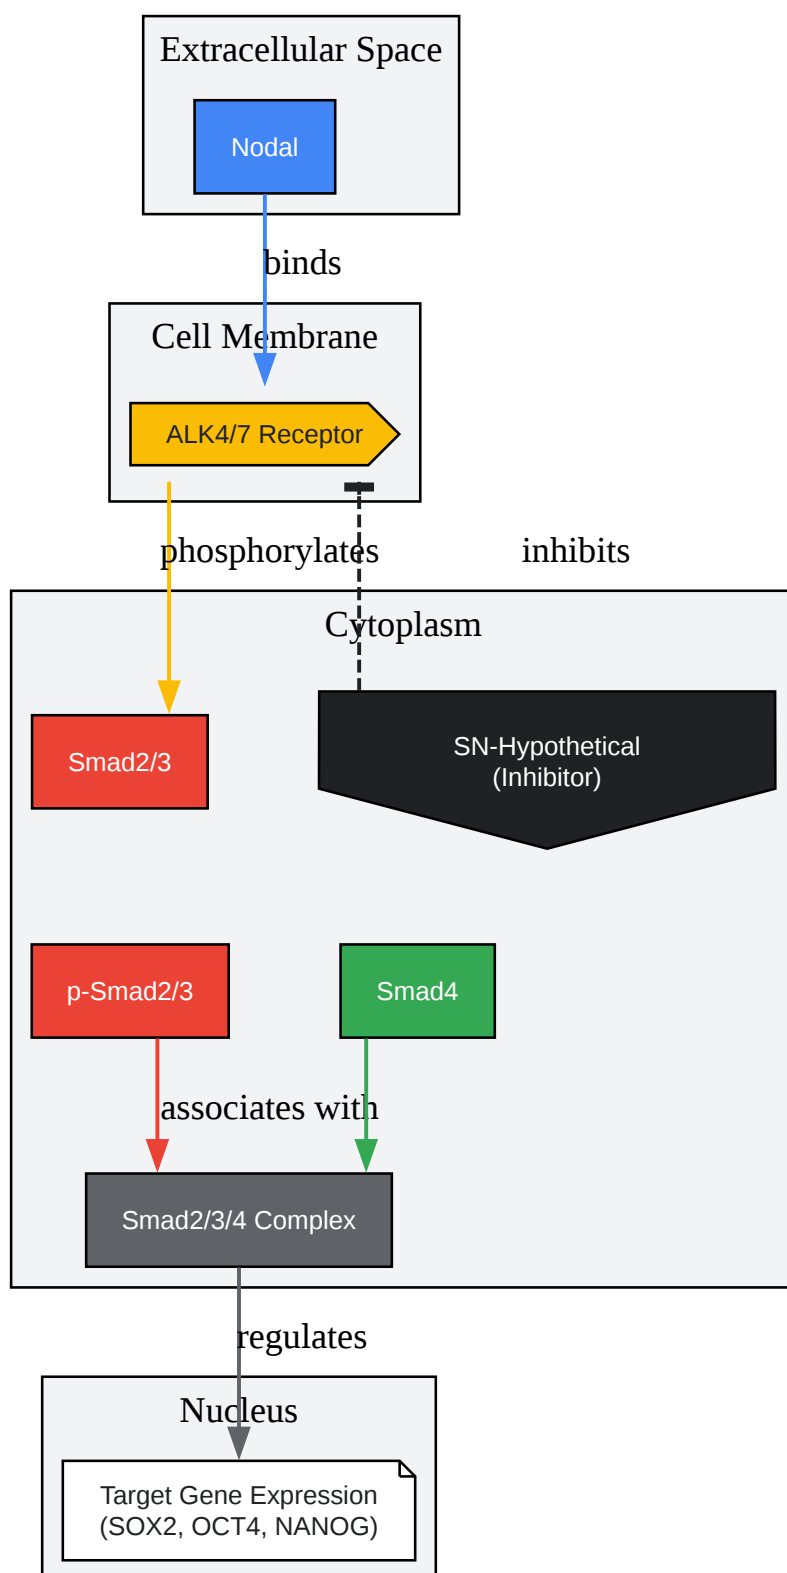 Extracellular Space
Nodal
binds
Cell Membrane
ALK4/7 Receptor
phosphorylates
inhibits
Cytoplasm
Smad2/3
SN-Hypothetical
(Inhibitor)
p-Smad2/3
Smad4
associates with
Smad2/3/4 Complex
regulates
Nucleus
Target Gene Expression
(SOX2, OCT4, NANOG)